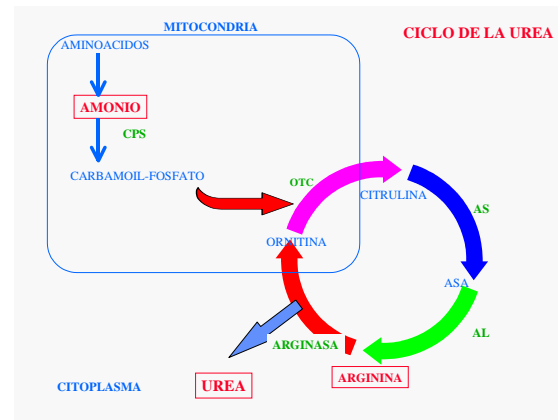 MITOCONDRIA
CICLO DE LA UREA
AMINOACIDOS
AMONIO
CPS
CARBAMOIL-FOSFATO
OTC
CITRULINA
AS
ORNITINA
ASA
AL
ARGINASA
ARGININA
UREA
CITOPLASMA